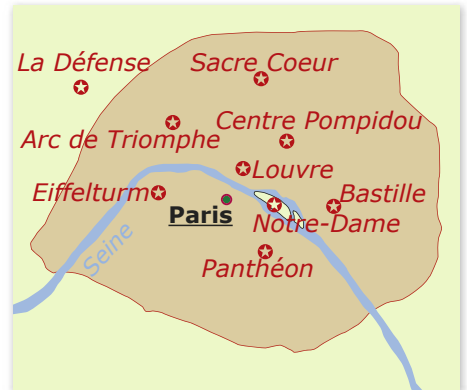 La Défense
Sacre Coeur
Arc de Triomphe
Centre Pompidou
Louvre
Eiffelturm
Bastille
Paris
Notre-Dame
Seine
Panthéon